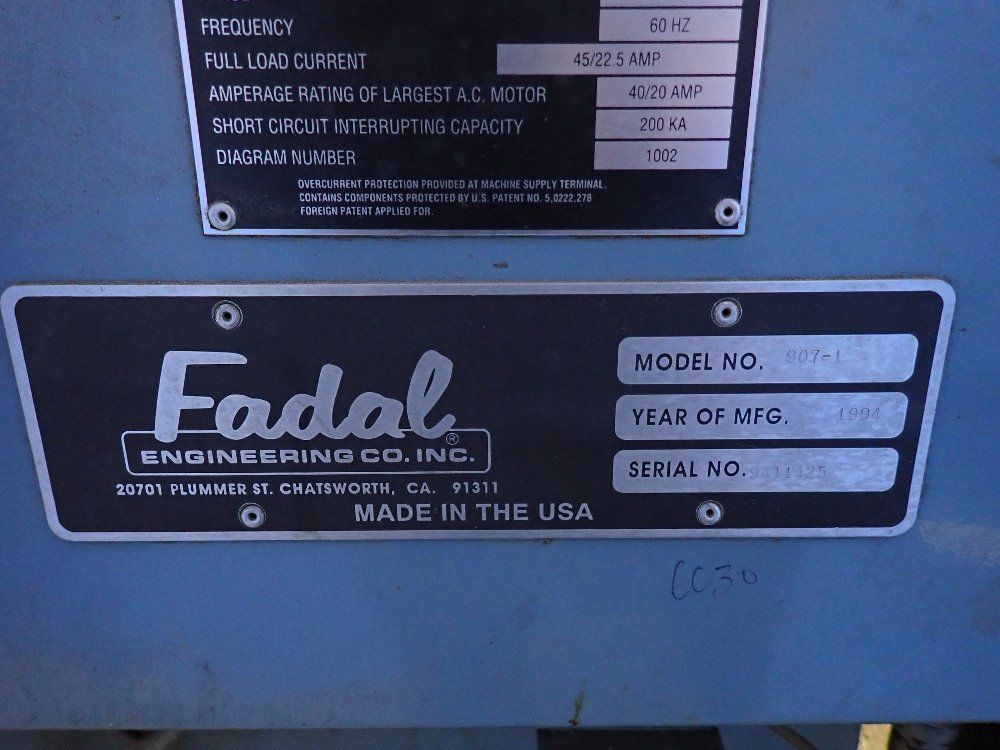 FREQUENCY 60 HZ
FULL LOAD CURRENT 45/22.5 AMP
AMPERAGE RATING OF LARGEST A.C. MOTOR 40/20 AMP
SHORT CIRCUIT INTERRUPTING CAPACITY 200 KA
DIAGRAM NUMBER 1002
OVERCURRENT PROTECTION PROVIDED AT MACHINE SUPPLY TERMINAL.
CONTAINS COMPONENTS PROTECTED BY U.S. PATENT NO. 5,0222,278
FOREIGN PATENT APPLIED FOR.
Fadal®
ENGINEERING CO. INC.
20701 PLUMMER ST. CHATSWORTH, CA. 91311
MADE IN THE USA
MODEL NO. 907-1
YEAR OF MFG. 1994
SERIAL NO.